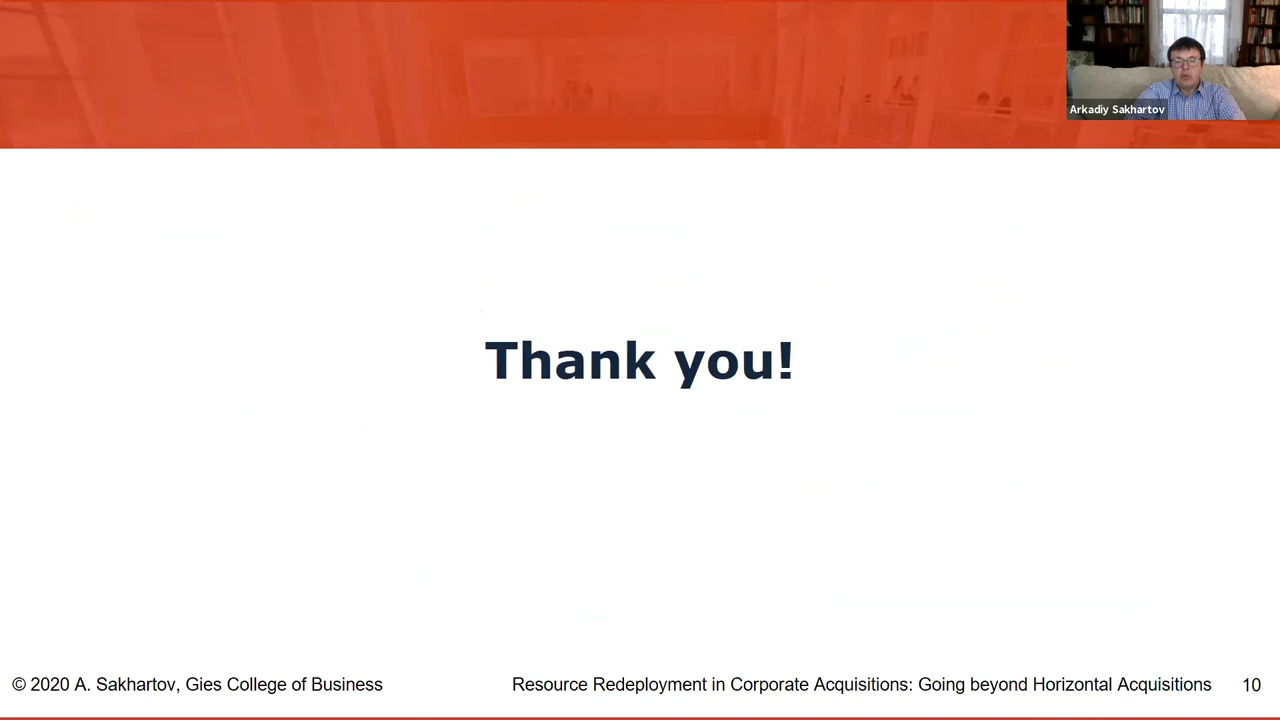 Arkadiy Sakhartov
Thank you!
© 2020 A. Sakhartov, Gies College of Business
Resource Redeployment in Corporate Acquisitions: Going beyond Horizontal Acquisitions
10